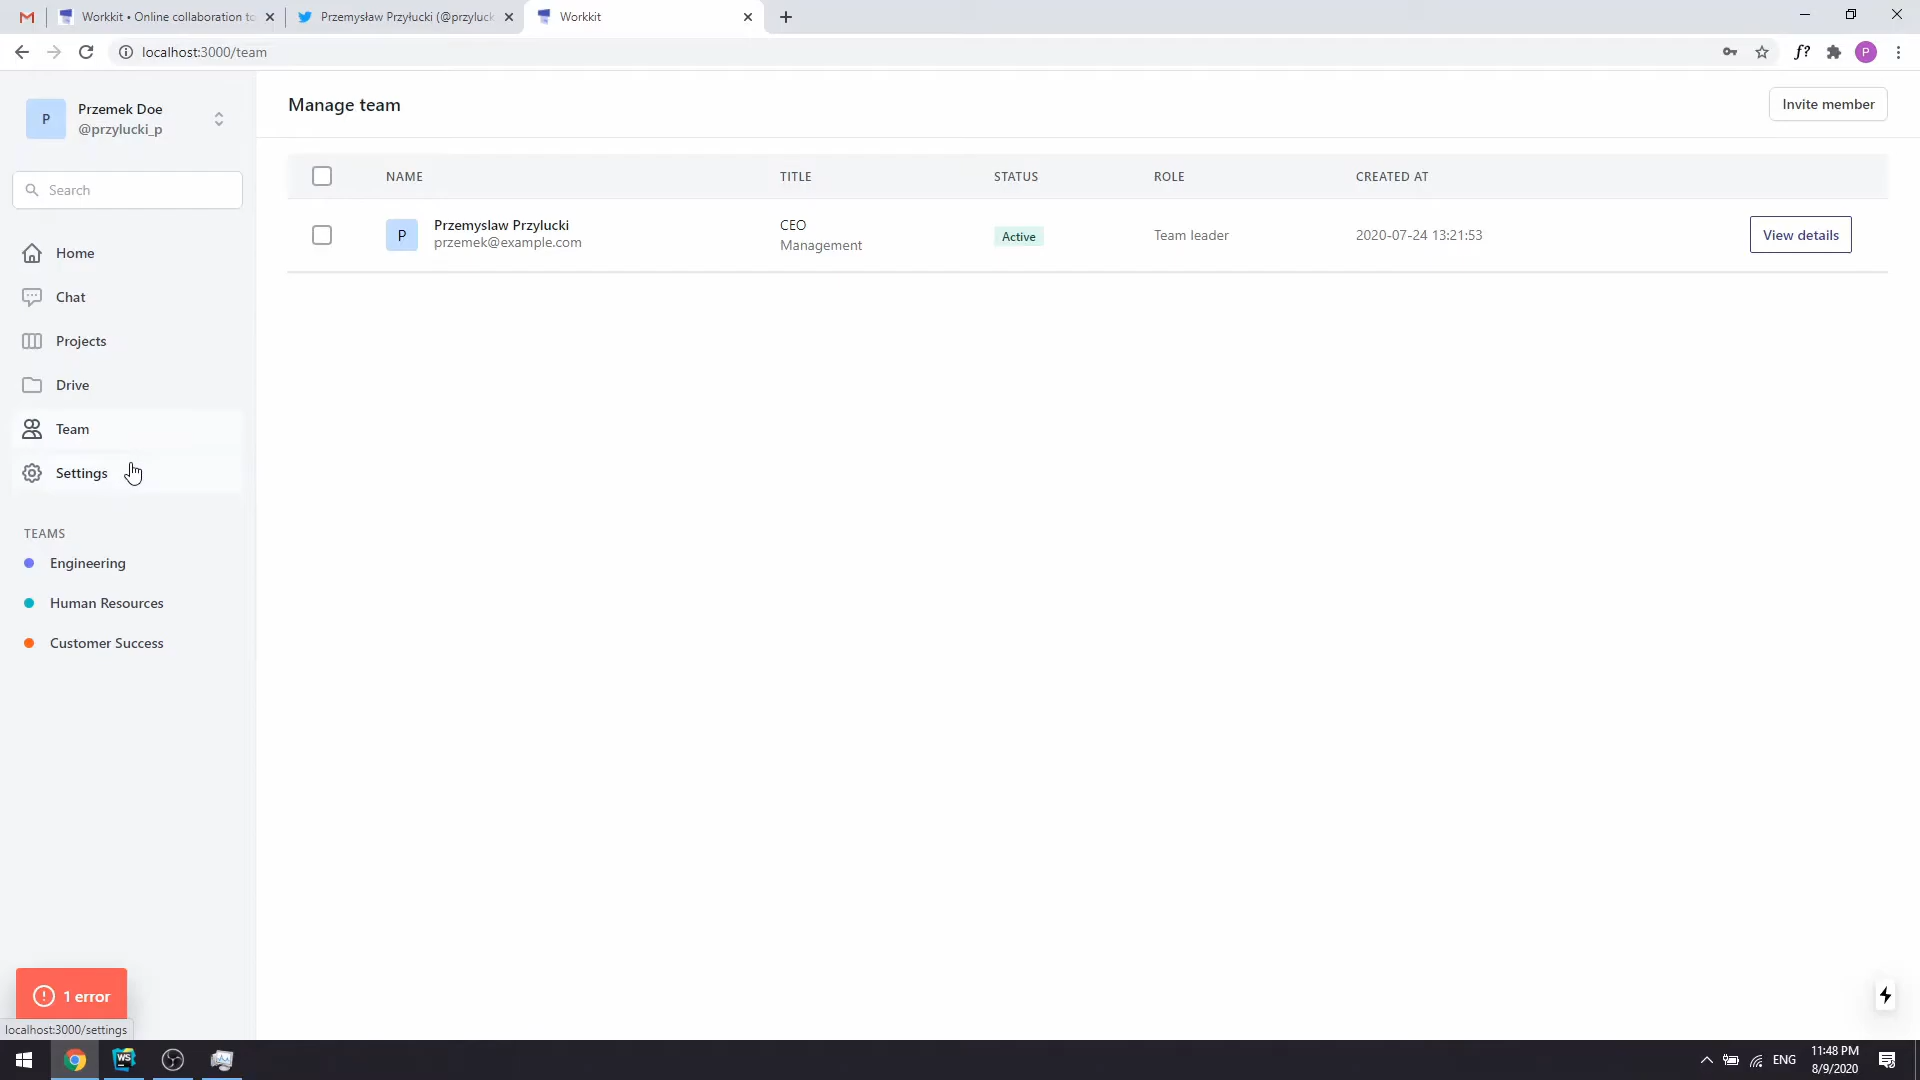 Workkit • Online collaboration to
Przemysław Przyłucki (@przyluck
Workkit
localhost:3000/team
P
Przemek Doe
@przylucki_p
P
Manage team
Invite member
Search
NAME
TITLE
STATUS
ROLE
CREATED AT
P
Przemyslaw Przylucki
przemek@example.com
CEO
Management
Active
Team leader
2020-07-24 13:21:53
View details
Home
Chat
Projects
Drive
Team
Settings
TEAMS
Engineering
Human Resources
Customer Success
1 error
localhost:3000/settings
WS
ENG
11:48 PM
8/9/2020